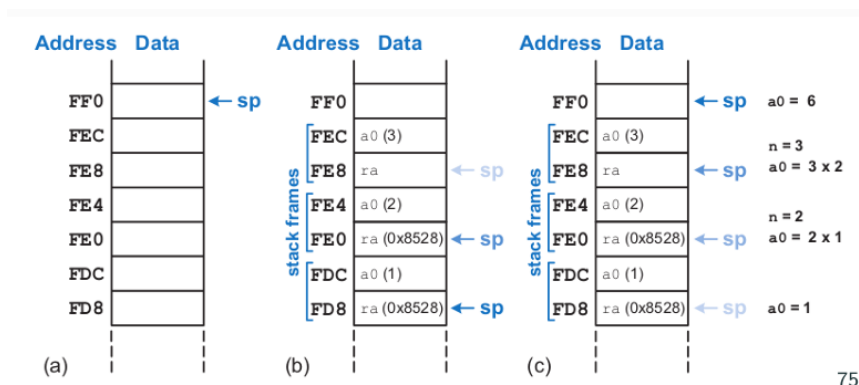 Address Data Address Data Address Data
FF0 sp FF0 FF0 sp a0 = 6
FEC FEC a0 (3) FEC a0 (3)
n = 3
FE8 FE8 ra sp FE8 ra sp a0 = 3 x 2
FE4 FE4 a0 (2) FE4 a0 (2)
n = 2
FE0 FE0 ra (0x8528) sp FE0 ra (0x8528) sp a0 = 2 x 1
stack frames stack frames
FDC FDC a0 (1) FDC a0 (1)
FD8 FD8 ra (0x8528) sp FD8 ra (0x8528) sp a0 = 1
(a) (b) (c)
75